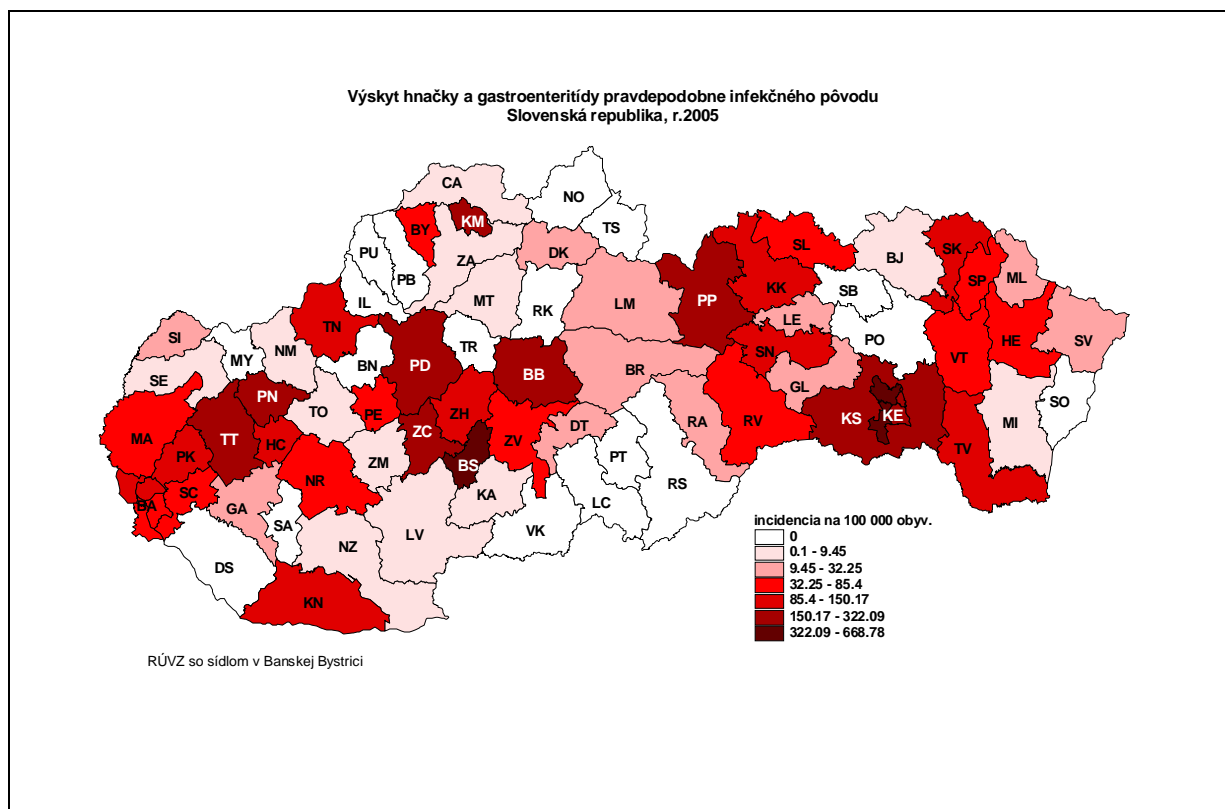 Výskyt hnačky a gastroenteritídy pravdepodobne infekčného pôvodu
Slovenská republika, r.2005
CA
NO
KM
BY
TS
PU
ZA
DK
PB
SL
SK
BJ
ML
SP
KK
SB
IL
MT
RK
LM
PP
LE
TN
SI
MY
NM
BN
TR
PO
HE
SV
SN
VT
SE
PD
BB
BR
GL
PN
TO
PE
ZH
SO
MA
TT
HC
ZC
ZV
DT
RA
RV
KS
KE
MI
PK
ZM
BS
PT
TV
SC
NR
KA
RS
BA
GA
LC
SA
LV
VK
NZ
DS
KN
incidencia na 100 000 obyv.
0
0.1 - 9.45
9.45 - 32.25
32.25 - 85.4
85.4 - 150.17
150.17 - 322.09
322.09 - 668.78
RÚVZ so sídlom v Banskej Bystrici